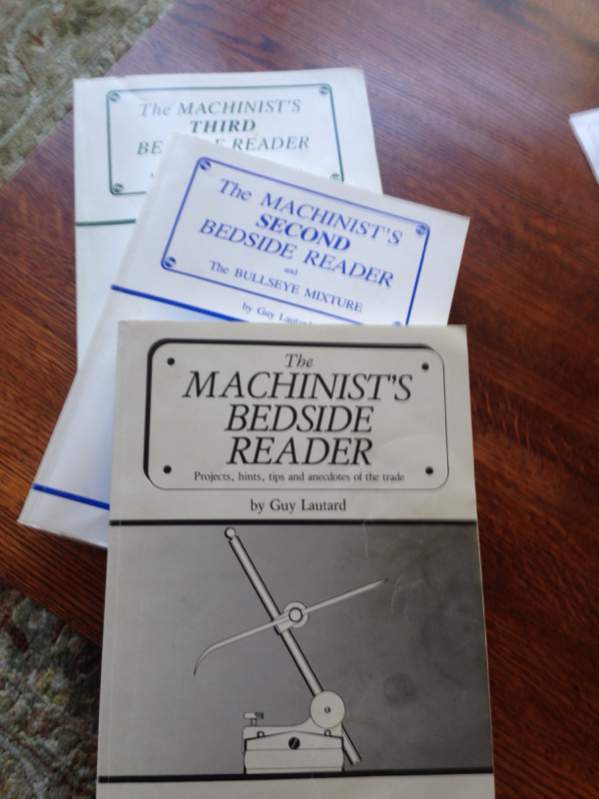 The MACHINIST'S
THIRD
READER
The MACHINIST'S
SECOND
BEDSIDE READER
and
The BULLSEYE MIXTURE
by Guy
The
MACHINIST'S
BEDSIDE
READER
Projects, hints, tips and anecdotes of the trade
by Guy Lautard